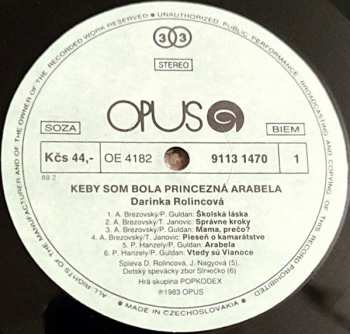 ALL RIGHTS OF THE MANUFACTURER AND OF THE OWNER OF THE RECORDED WORK RESERVED • UNAUTHORIZED PUBLIC PERFORMANCE BROADCASTING AND COPYING OF THIS RECORD PROHIBITED
33
STEREO
OPUS
SOZA
BIEM
Kčs 44,-
OE 4182
9113 1470
1
89 2
KEBY SOM BOLA PRINCEZNÁ ARABELA
Darinka Rolincová
1. A. Brezovský/P. Guldan: Školská láska
2. A. Brezovský/T. Janovic: Správne kroky
3. A. Brezovský/P. Guldan: Mama, prečo?
4. A. Brezovský/T. Janovic: Pieseň o kamarátstve
5. P. Hanzely/P. Guldan: Arabela
6. P. Hanzely/P. Guldan: Vtedy sú Vianoce
Spieva D. Rolincová, J. Nagyová (5),
Detský spevácky zbor Slniečko (6)
Hrá skupina POPKODEX
℗1983 OPUS
• MADE IN CZECHOSLOVAKIA •